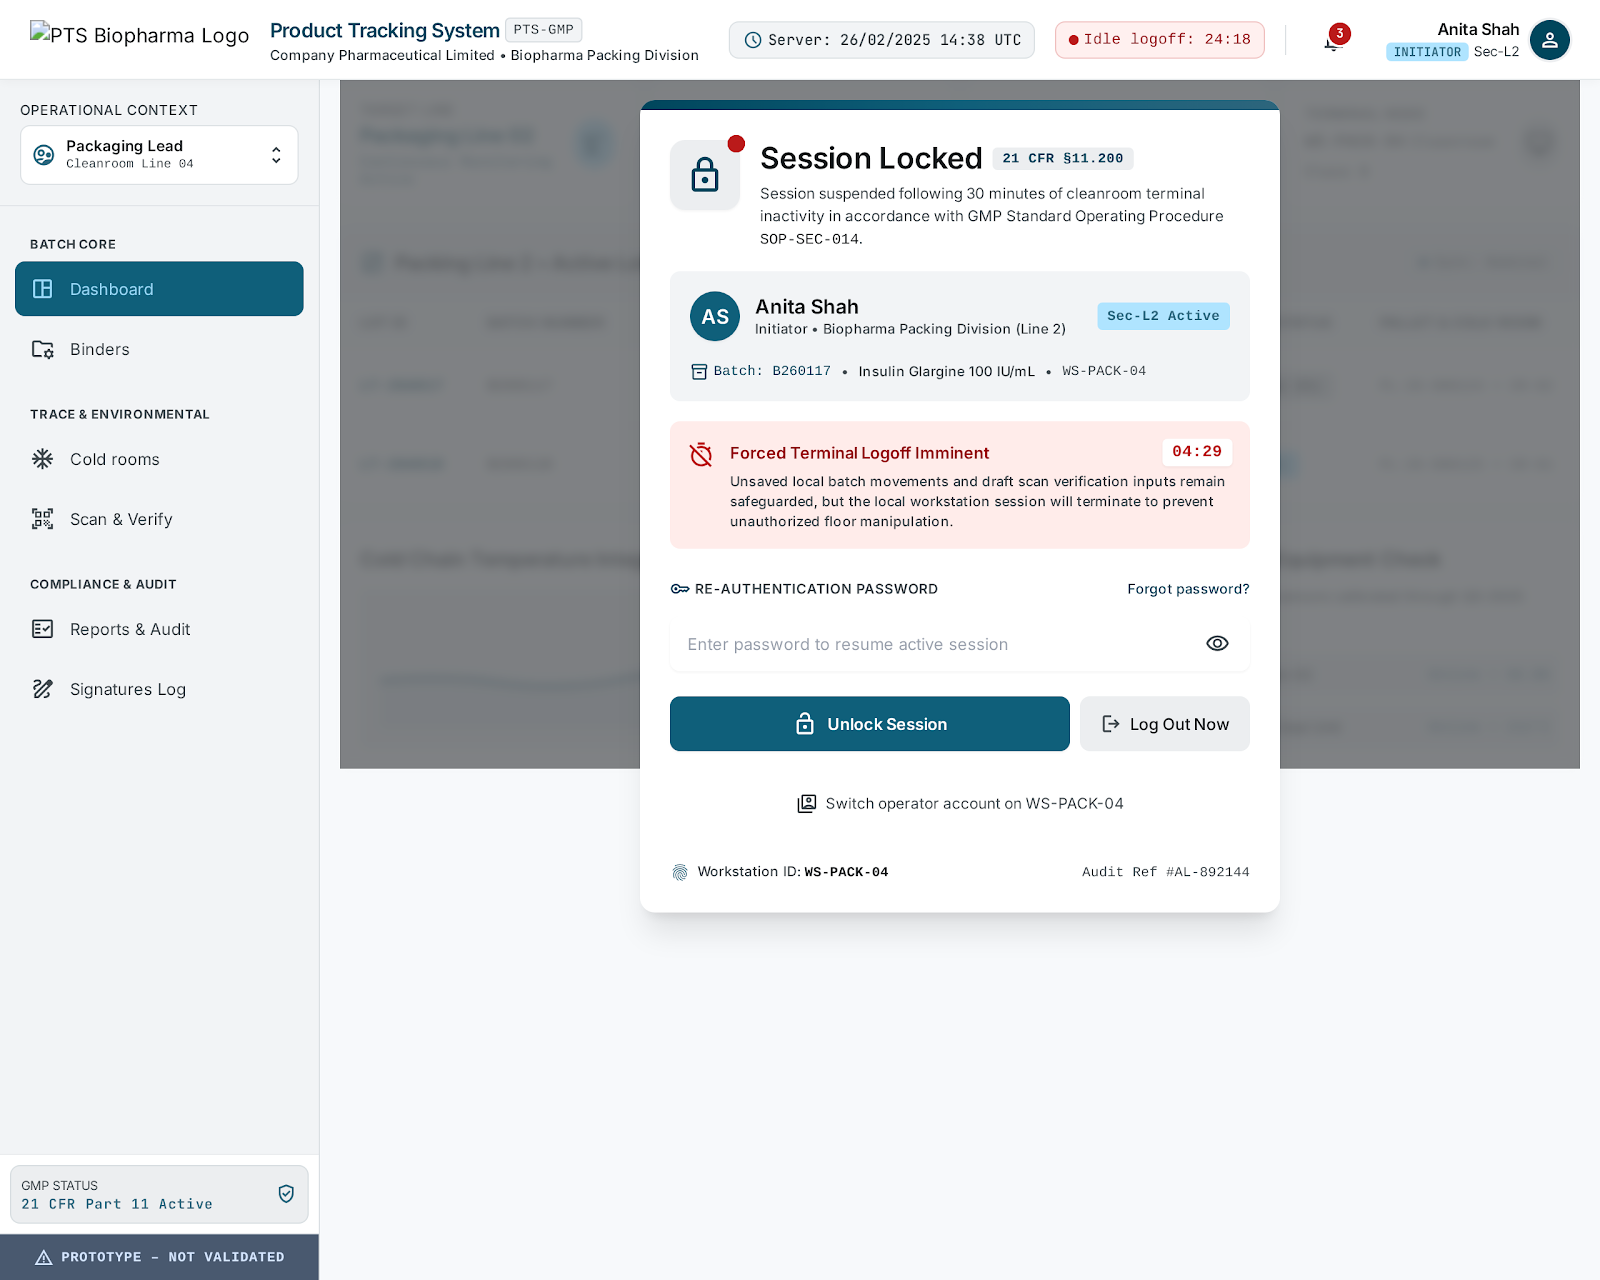 PTS Biopharma Logo
Product Tracking System PTS-GMP
Company Pharmaceutical Limited • Biopharma Packing Division
Server: 26/02/2025 14:38 UTC
Idle logoff: 24:18
3
Anita Shah
INITIATOR Sec-L2
OPERATIONAL CONTEXT
Packaging Lead
Cleanroom Line 04
BATCH CORE
Dashboard
Binders
TRACE & ENVIRONMENTAL
Cold rooms
Scan & Verify
COMPLIANCE & AUDIT
Reports & Audit
Signatures Log
GMP STATUS
21 CFR Part 11 Active
PROTOTYPE – NOT VALIDATED
Session Locked 21 CFR §11.200
Session suspended following 30 minutes of cleanroom terminal
inactivity in accordance with GMP Standard Operating Procedure
SOP-SEC-014.
AS
Anita Shah
Initiator • Biopharma Packing Division (Line 2)
Sec-L2 Active
Batch: B260117 • Insulin Glargine 100 IU/mL • WS-PACK-04
Forced Terminal Logoff Imminent 04:29
Unsaved local batch movements and draft scan verification inputs remain
safeguarded, but the local workstation session will terminate to prevent
unauthorized floor manipulation.
RE-AUTHENTICATION PASSWORD Forgot password?
Enter password to resume active session
Unlock Session
Log Out Now
Switch operator account on WS-PACK-04
Workstation ID: WS-PACK-04 Audit Ref #AL-892144